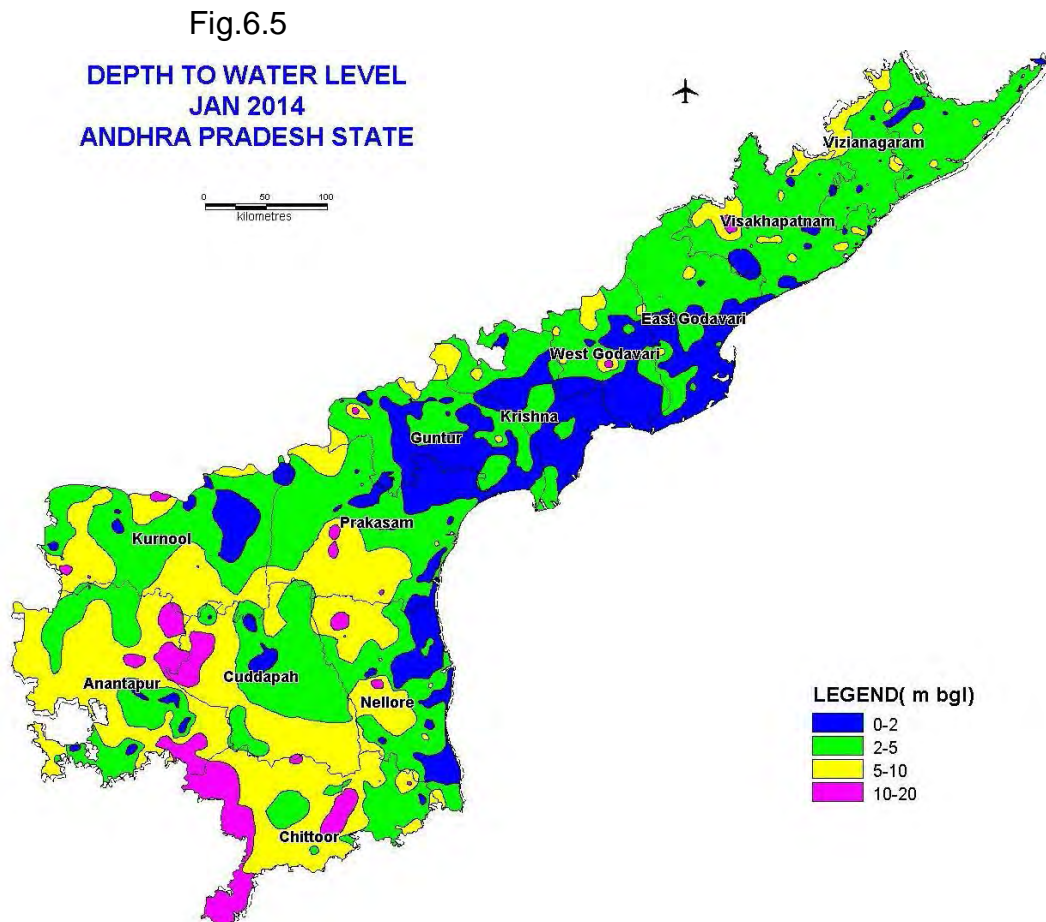 Fig.6.5
DEPTH TO WATER LEVEL
JAN 2014
ANDHRA PRADESH STATE
0 50 100
kilometres
Vizianagaram
Visakhapatnam
East Godavari
West Godavari
Krishna
Guntur
Prakasam
Kurnool
Anantapur
Cuddapah
Nellore
Chittoor
LEGEND( m bgl)
0-2
2-5
5-10
10-20